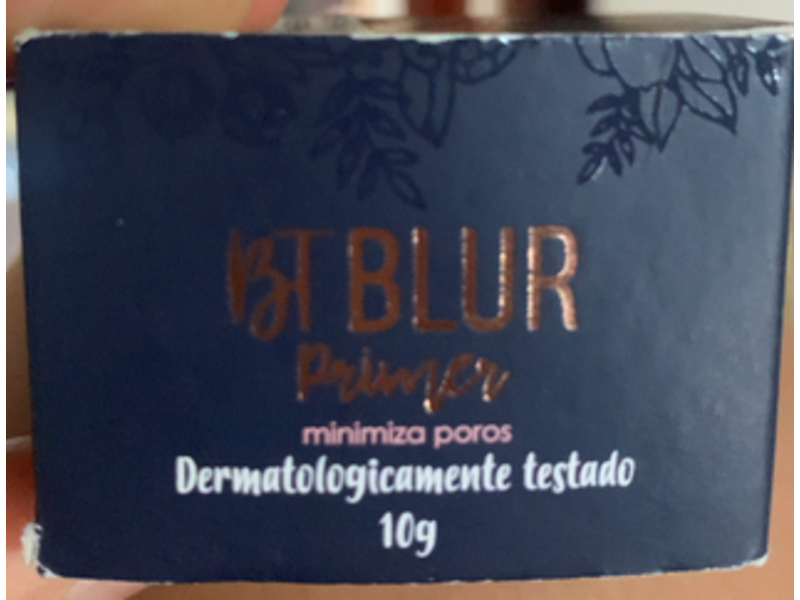 BT BLUR
Primer
minimiza poros
Dermatologicamente testado
10g